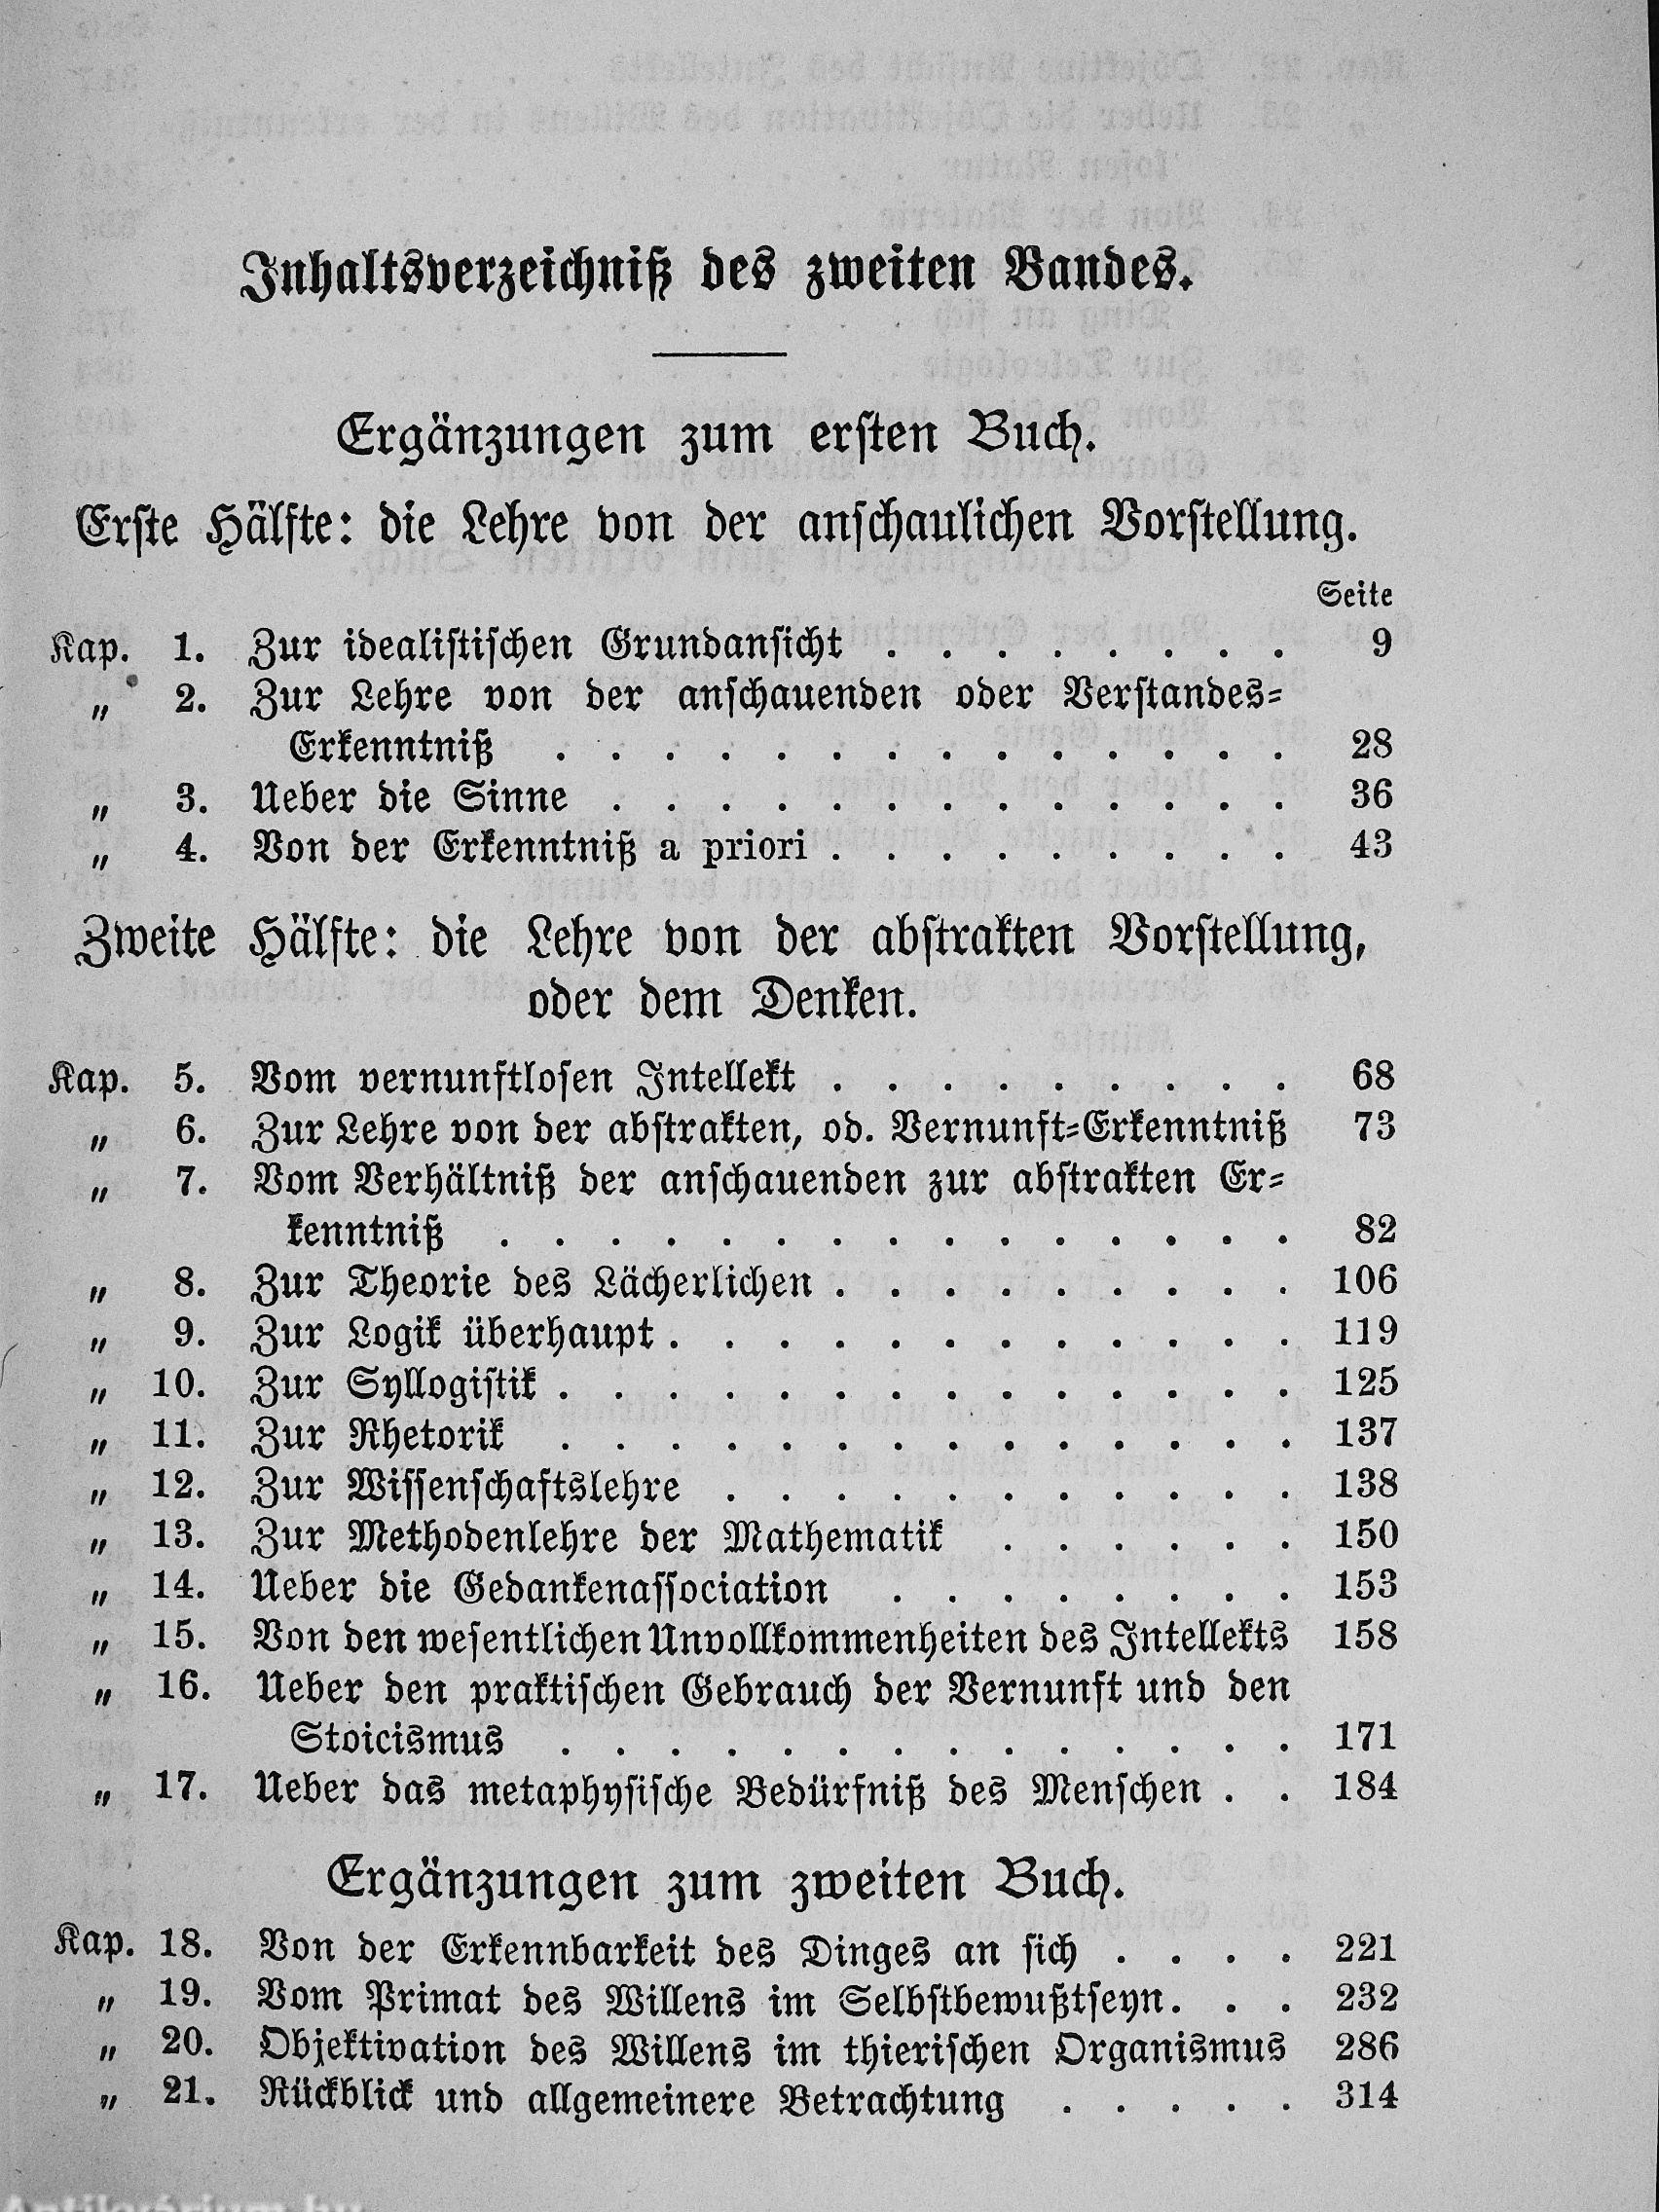 Inhaltsverzeichniß des zweiten Bandes.
Ergänzungen zum ersten Buch.
Erste Hälfte: die Lehre von der anschaulichen Vorstellung.
Seite
Kap. 1. Zur idealistischen Grundansicht . . . . . . . . 9
„ 2. Zur Lehre von der anschauenden oder Verstandes-
Erkenntniß . . . . . . . . . . . . . . 28
„ 3. Ueber die Sinne . . . . . . . . . . . . . 36
„ 4. Von der Erkenntniß a priori . . . . . . . . . 43
Zweite Hälfte: die Lehre von der abstrakten Vorstellung,
oder dem Denken.
Kap. 5. Vom vernunftlosen Intellekt . . . . . . . . . 68
„ 6. Zur Lehre von der abstrakten, od. Vernunft-Erkenntniß 73
„ 7. Vom Verhältniß der anschauenden zur abstrakten Er-
kenntniß . . . . . . . . . . . . . . . 82
„ 8. Zur Theorie des Lächerlichen . . . . . . . . . 106
„ 9. Zur Logik überhaupt . . . . . . . . . . . . 119
„ 10. Zur Syllogistik . . . . . . . . . . . . . . 125
„ 11. Zur Rhetorik . . . . . . . . . . . . . . 137
„ 12. Zur Wissenschaftslehre . . . . . . . . . . . 138
„ 13. Zur Methodenlehre der Mathematik . . . . . . 150
„ 14. Ueber die Gedankenassociation . . . . . . . . 153
„ 15. Von den wesentlichen Unvollkommenheiten des Intellekts 158
„ 16. Ueber den praktischen Gebrauch der Vernunft und den
Stoicismus . . . . . . . . . . . . . . 171
„ 17. Ueber das metaphysische Bedürfniß des Menschen . . 184
Ergänzungen zum zweiten Buch.
Kap. 18. Von der Erkennbarkeit des Dinges an sich . . . . 221
„ 19. Vom Primat des Willens im Selbstbewußtseyn . . . 232
„ 20. Objektivation des Willens im thierischen Organismus 286
„ 21. Rückblick und allgemeinere Betrachtung . . . . . 314